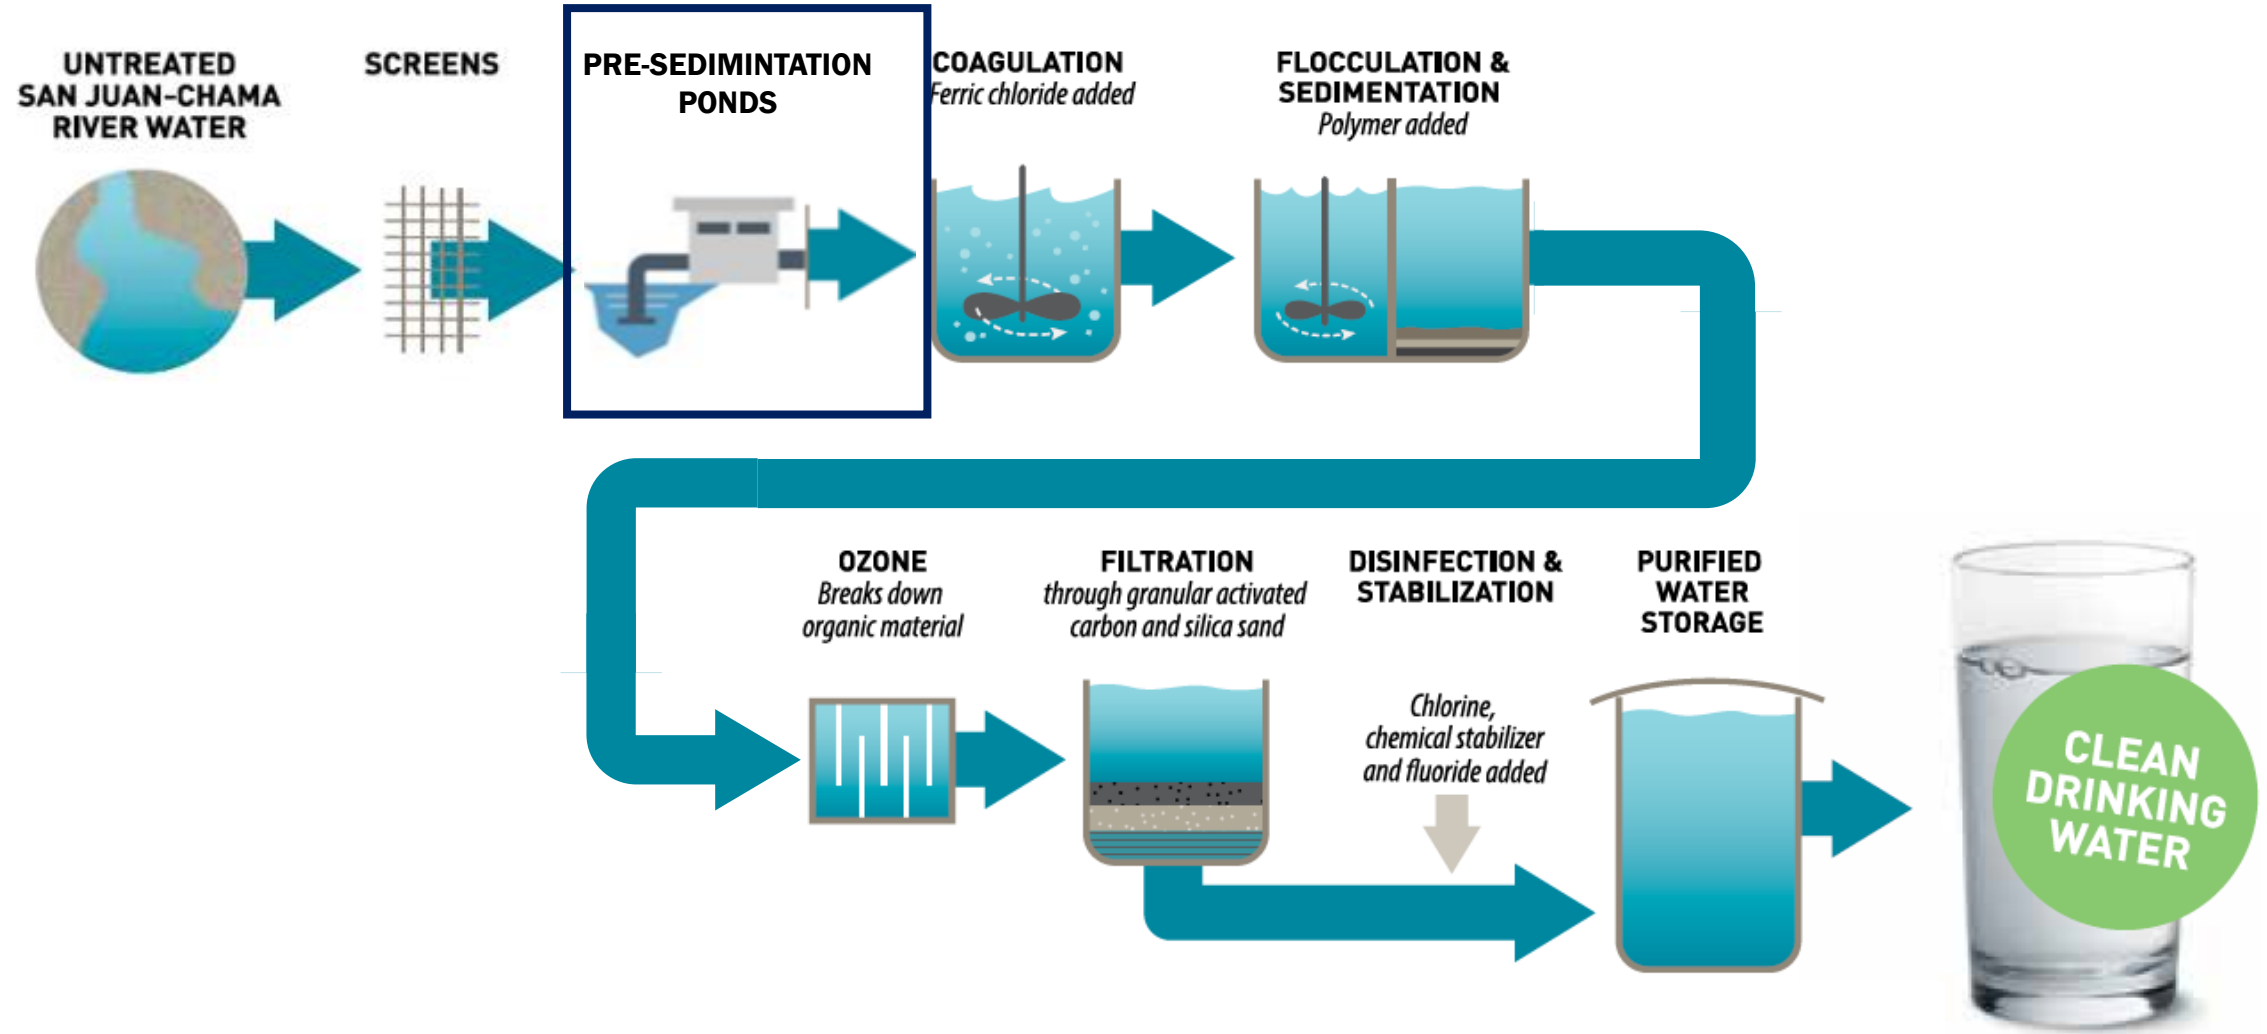 UNTREATED
SAN JUAN-CHAMA
RIVER WATER
SCREENS
PRE-SEDIMINTATION
PONDS
COAGULATION
Ferric chloride added
FLOCCULATION &
SEDIMENTATION
Polymer added
OZONE
Breaks down
organic material
FILTRATION
through granular activated
carbon and silica sand
DISINFECTION &
STABILIZATION
Chlorine,
chemical stabilizer
and fluoride added
PURIFIED
WATER
STORAGE
CLEAN
DRINKING
WATER